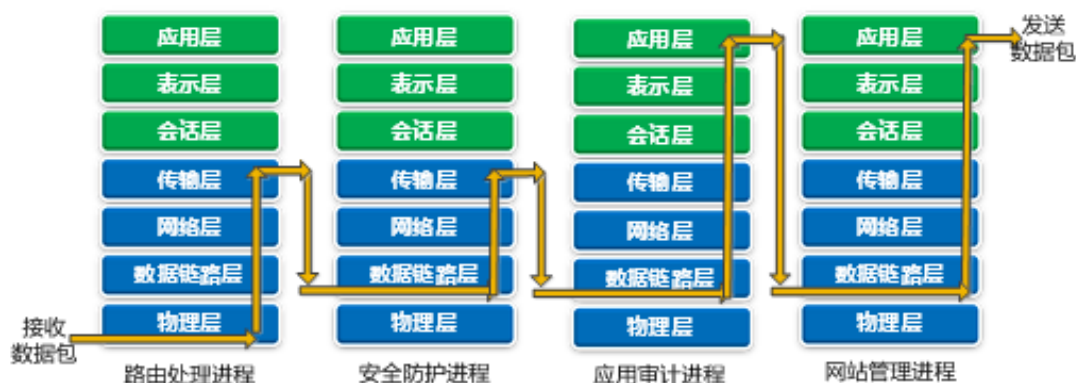 应用层
表示层
会话层
传输层
网络层
数据链路层
物理层
路由处理进程
应用层
表示层
会话层
传输层
网络层
数据链路层
物理层
安全防护进程
应用层
表示层
会话层
传输层
网络层
数据链路层
物理层
应用审计进程
应用层
表示层
会话层
传输层
网络层
数据链路层
物理层
网站管理进程
接收
数据包
发送
数据包